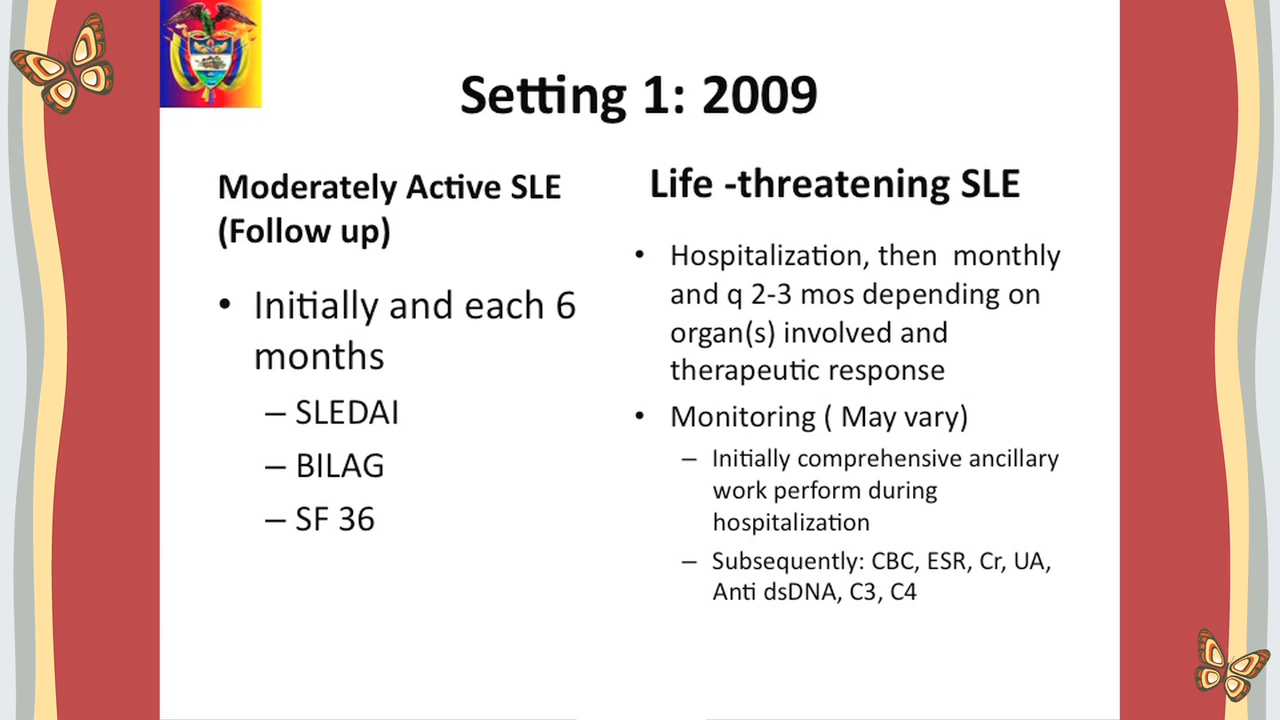 Setting 1: 2009
Moderately Active SLE
(Follow up)
• Initially and each 6
months
– SLEDAI
– BILAG
– SF 36
Life -threatening SLE
• Hospitalization, then  monthly
and q 2-3 mos depending on
organ(s) involved and
therapeutic response
• Monitoring ( May vary)
– Initially comprehensive ancillary
work perform during
hospitalization
– Subsequently: CBC, ESR, Cr, UA,
Anti dsDNA, C3, C4